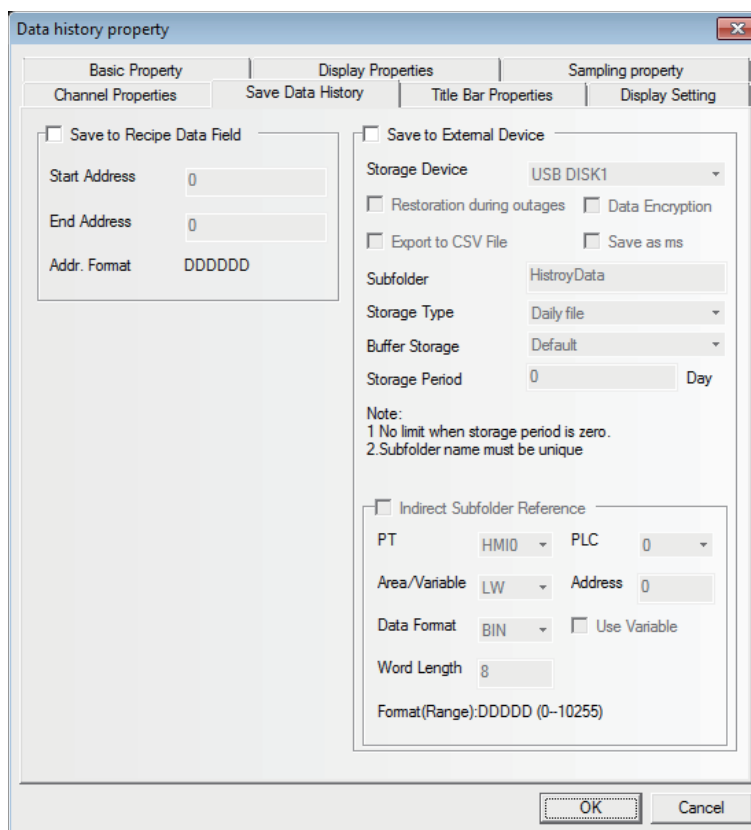 Data history property
Basic Property Display Properties Sampling property
Channel Properties Save Data History Title Bar Properties Display Setting
Save to Recipe Data Field
Start Address 0
End Address 0
Addr. Format DDDDDD
Save to External Device
Storage Device USB DISK1
Restoration during outages Data Encryption
Export to CSV File Save as ms
Subfolder HistroyData
Storage Type Daily file
Buffer Storage Default
Storage Period 0 Day
Note:
1 No limit when storage period is zero.
2.Subfolder name must be unique
Indirect Subfolder Reference
PT HMI0 PLC 0
Area/Variable LW Address 0
Data Format BIN Use Variable
Word Length 8
Format(Range):DDDDD (0--10255)
OK Cancel